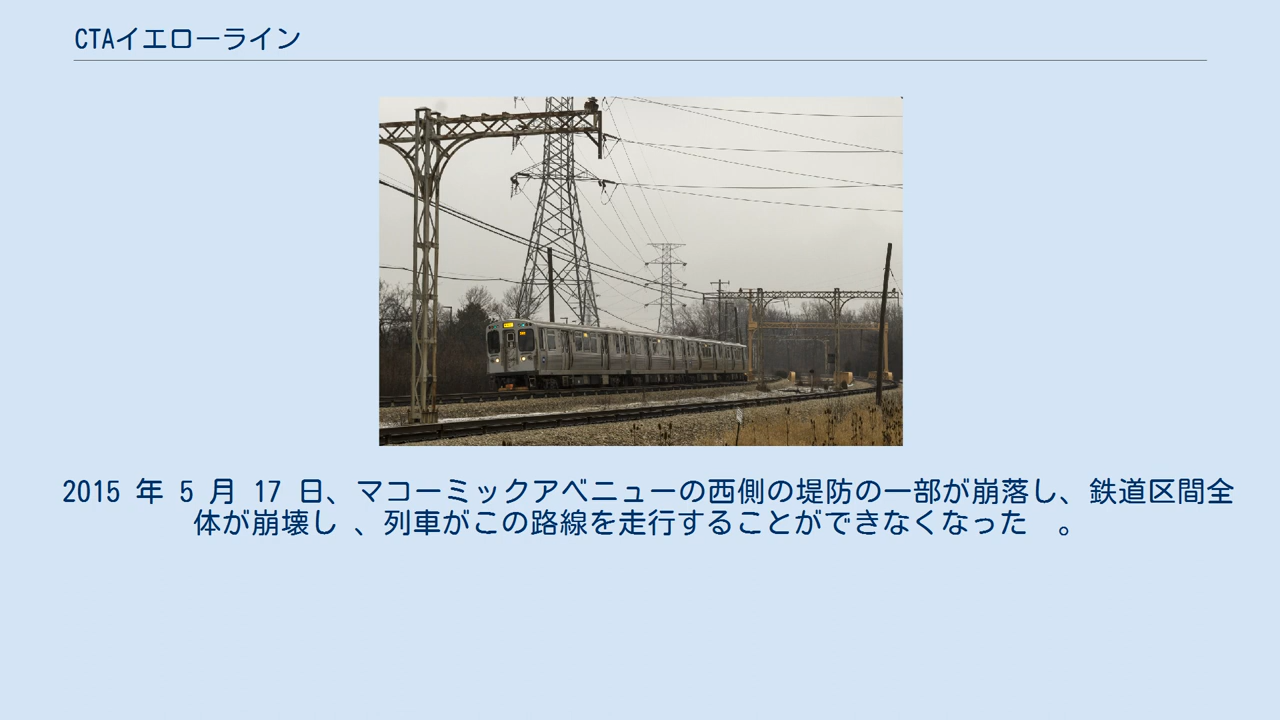 CTAイエローライン
2015 年 5 月 17 日、マコーミックアベニューの西側の堤防の一部が崩落し、鉄道区間全
体が崩壊し 、列車がこの路線を走行することができなくなった 。